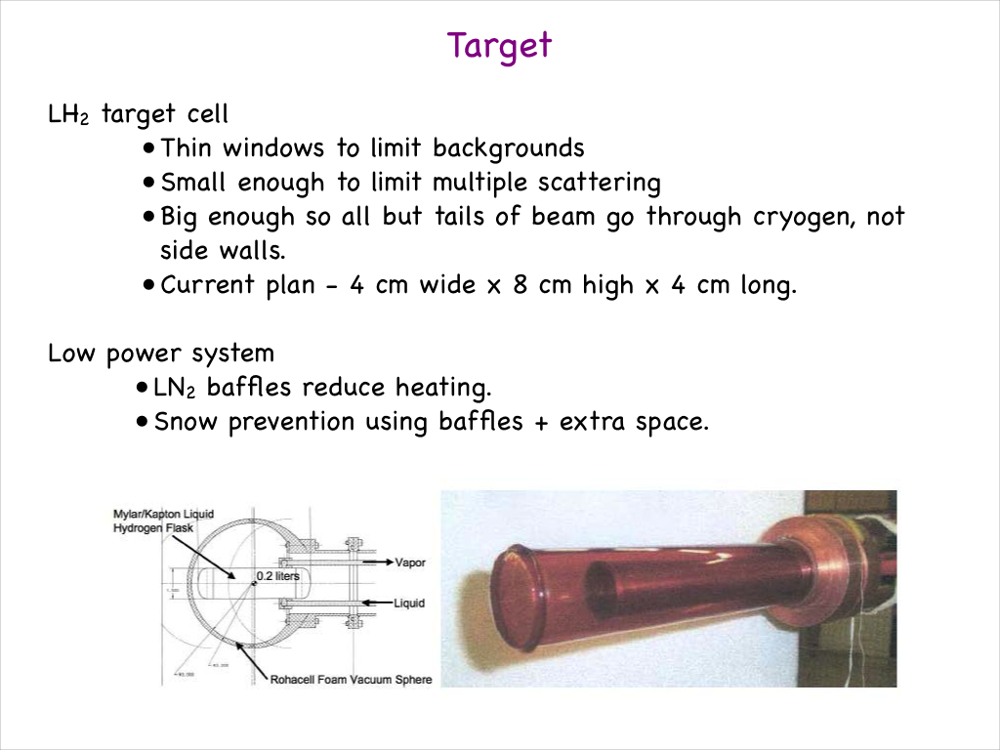 Target
LH₂ target cell
•Thin windows to limit backgrounds
•Small enough to limit multiple scattering
•Big enough so all but tails of beam go through cryogen, not
side walls.
•Current plan - 4 cm wide x 8 cm high x 4 cm long.
Low power system
•LN₂ baffles reduce heating.
•Snow prevention using baffles + extra space.
Mylar/Kapton Liquid
Hydrogen Flask
Vapor
0.2 liters
Liquid
Rohacell Foam Vacuum Sphere